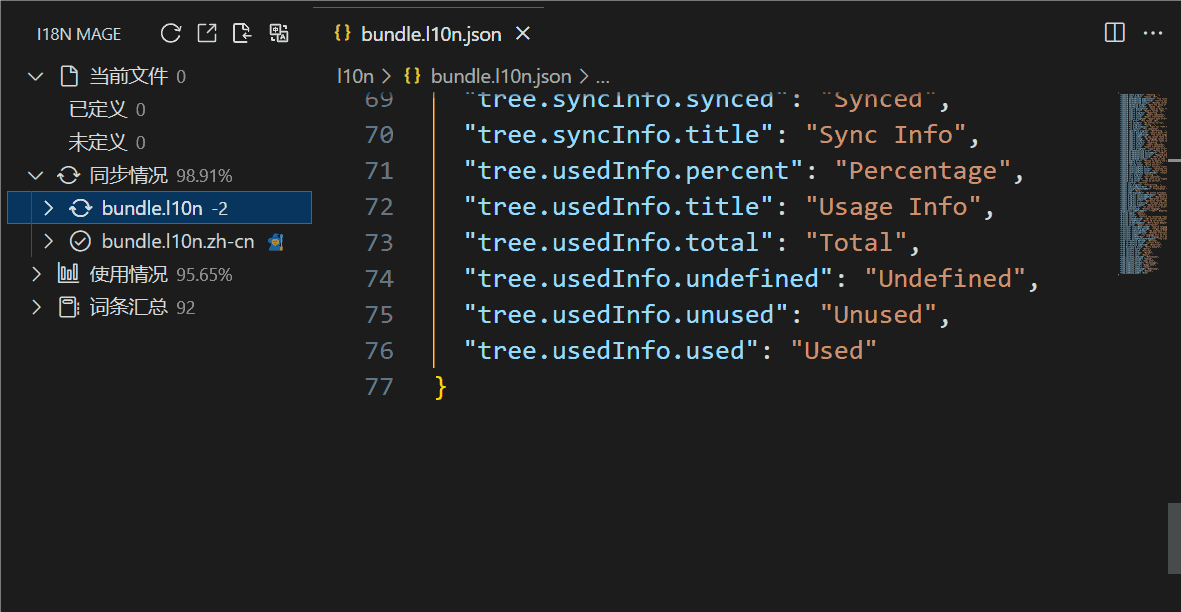 I18N MAGE
当前文件 0
已定义 0
未定义 0
同步情况 98.91%
bundle.l10n -2
bundle.l10n.zh-cn
使用情况 95.65%
词条汇总 92
{} bundle.l10n.json
l10n > {} bundle.l10n.json > ...
69 "tree.syncInfo.synced": "Synced",
70 "tree.syncInfo.title": "Sync Info",
71 "tree.usedInfo.percent": "Percentage",
72 "tree.usedInfo.title": "Usage Info",
73 "tree.usedInfo.total": "Total",
74 "tree.usedInfo.undefined": "Undefined",
75 "tree.usedInfo.unused": "Unused",
76 "tree.usedInfo.used": "Used"
77 }